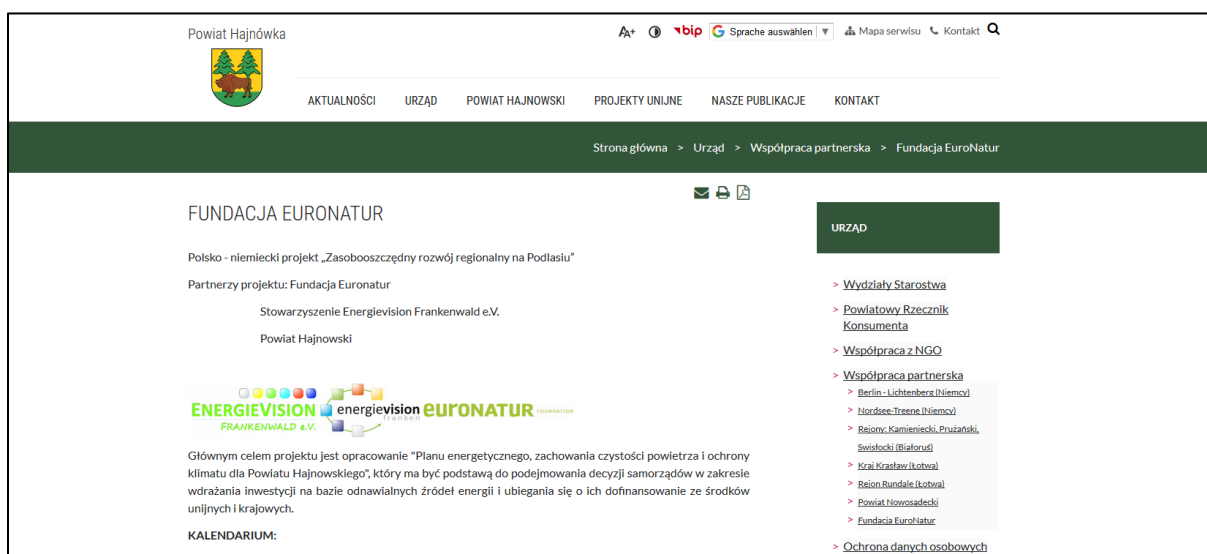 Powiat Hajnówka
AA+
bip
G Sprache auswählen ▼
Mapa serwisu
Kontakt
AKTUALNOŚCI URZĄD POWIAT HAJNOWSKI PROJEKTY UNIJNE NASZE PUBLIKACJE KONTAKT
Strona główna > Urząd > Współpraca partnerska > Fundacja EuroNatur
FUNDACJA EURONATUR
Polsko - niemiecki projekt „Zasobooszczędny rozwój regionalny na Podlasiu”
Partnerzy projektu: Fundacja Euronatur
Stowarzyszenie Energievision Frankenwald e.V.
Powiat Hajnowski
ENERGIEVISION
FRANKENWALD e.V.
energievision
franken
euronatur
FOUNDATION
Głównym celem projektu jest opracowanie "Planu energetycznego, zachowania czystości powietrza i ochrony
klimatu dla Powiatu Hajnowskiego", który ma być podstawą do podejmowania decyzji samorządów w zakresie
wdrażania inwestycji na bazie odnawialnych źródeł energii i ubiegania się o ich dofinansowanie ze środków
unijnych i krajowych.
KALENDARIUM:
URZĄD
> Wydziały Starostwa
> Powiatowy Rzecznik
Konsumenta
> Współpraca z NGO
> Współpraca partnerska
> Berlin - Lichtenberg (Niemcy)
> Nordsee-Treene (Niemcy)
> Rejony: Kamieniecki, Prużański,
Swisłocki (Białoruś)
> Kraj Krasław (Łotwa)
> Rejon Rundale (Łotwa)
> Powiat Nowosadecki
> Fundacja EuroNatur
> Ochrona danych osobowych